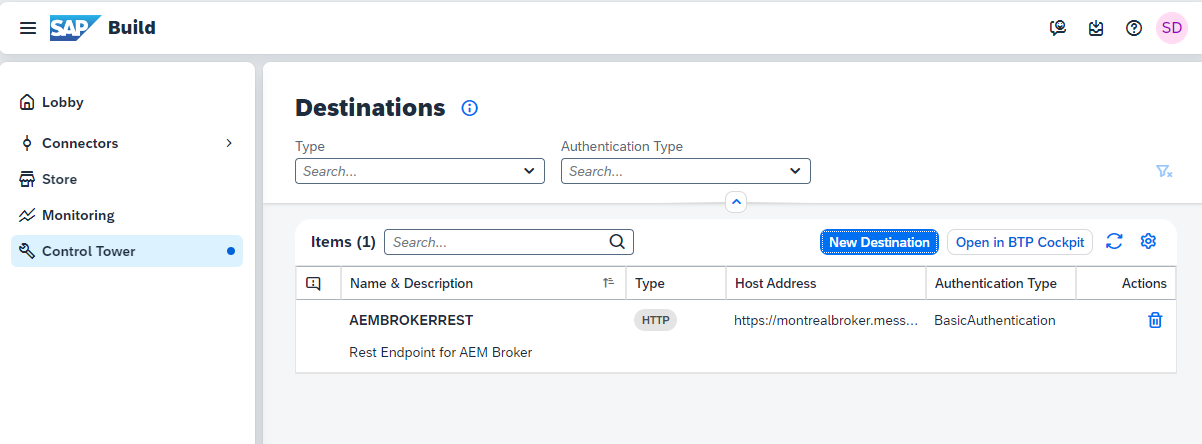 SAP Build
SD
Lobby
Connectors
Store
Monitoring
Control Tower
Destinations
Type
Authentication Type
Search...
Search...
Items (1)
Search...
New Destination
Open in BTP Cockpit
Name & Description
Type
Host Address
Authentication Type
Actions
AEMBROKERREST
HTTP
https://montrealbroker.mess...
BasicAuthentication
Rest Endpoint for AEM Broker